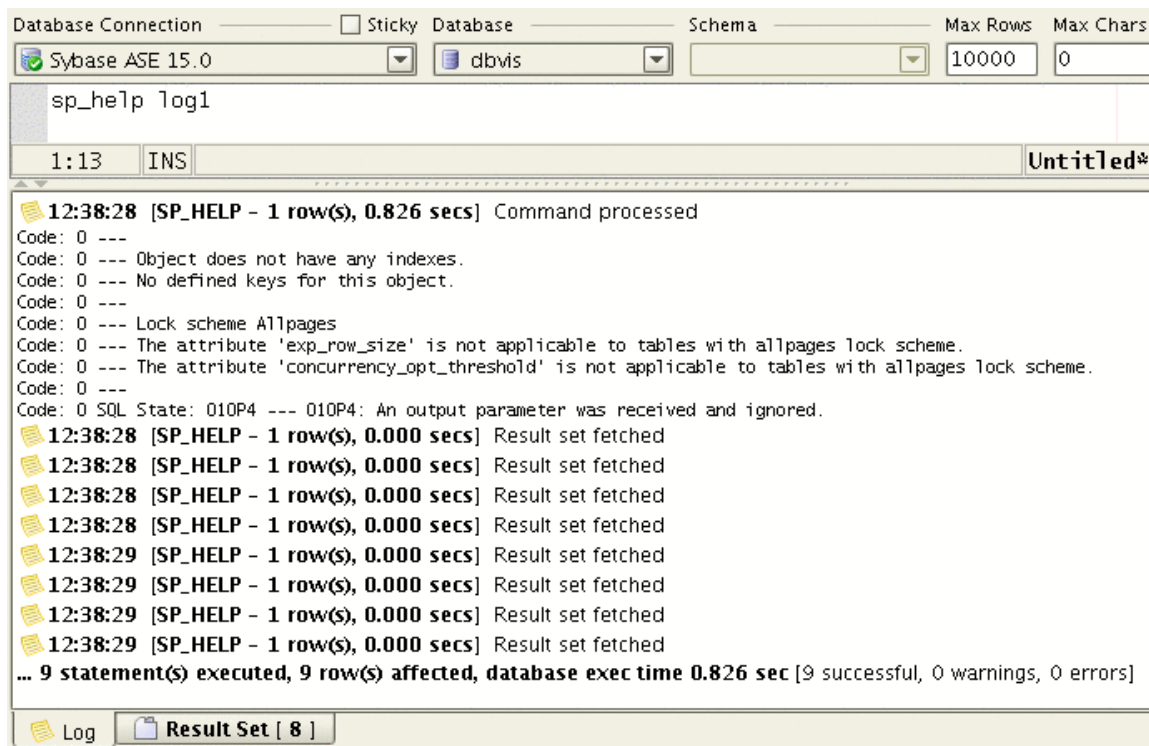 Database Connection Sticky Database Schema Max Rows Max Chars
Sybase ASE 15.0 dbvis 10000 0
sp_help log1
1:13 INS Untitled*
12:38:28 [SP_HELP - 1 row(s), 0.826 secs] Command processed
Code: 0 ---
Code: 0 --- Object does not have any indexes.
Code: 0 --- No defined keys for this object.
Code: 0 ---
Code: 0 --- Lock scheme Allpages
Code: 0 --- The attribute 'exp_row_size' is not applicable to tables with allpages lock scheme.
Code: 0 --- The attribute 'concurrency_opt_threshold' is not applicable to tables with allpages lock scheme.
Code: 0 ---
Code: 0 SQL State: 010P4 --- 010P4: An output parameter was received and ignored.
12:38:28 [SP_HELP - 1 row(s), 0.000 secs] Result set fetched
12:38:28 [SP_HELP - 1 row(s), 0.000 secs] Result set fetched
12:38:28 [SP_HELP - 1 row(s), 0.000 secs] Result set fetched
12:38:28 [SP_HELP - 1 row(s), 0.000 secs] Result set fetched
12:38:29 [SP_HELP - 1 row(s), 0.000 secs] Result set fetched
12:38:29 [SP_HELP - 1 row(s), 0.000 secs] Result set fetched
12:38:29 [SP_HELP - 1 row(s), 0.000 secs] Result set fetched
12:38:29 [SP_HELP - 1 row(s), 0.000 secs] Result set fetched
... 9 statement(s) executed, 9 row(s) affected, database exec time 0.826 sec [9 successful, 0 warnings, 0 errors]
Log Result Set [ 8 ]